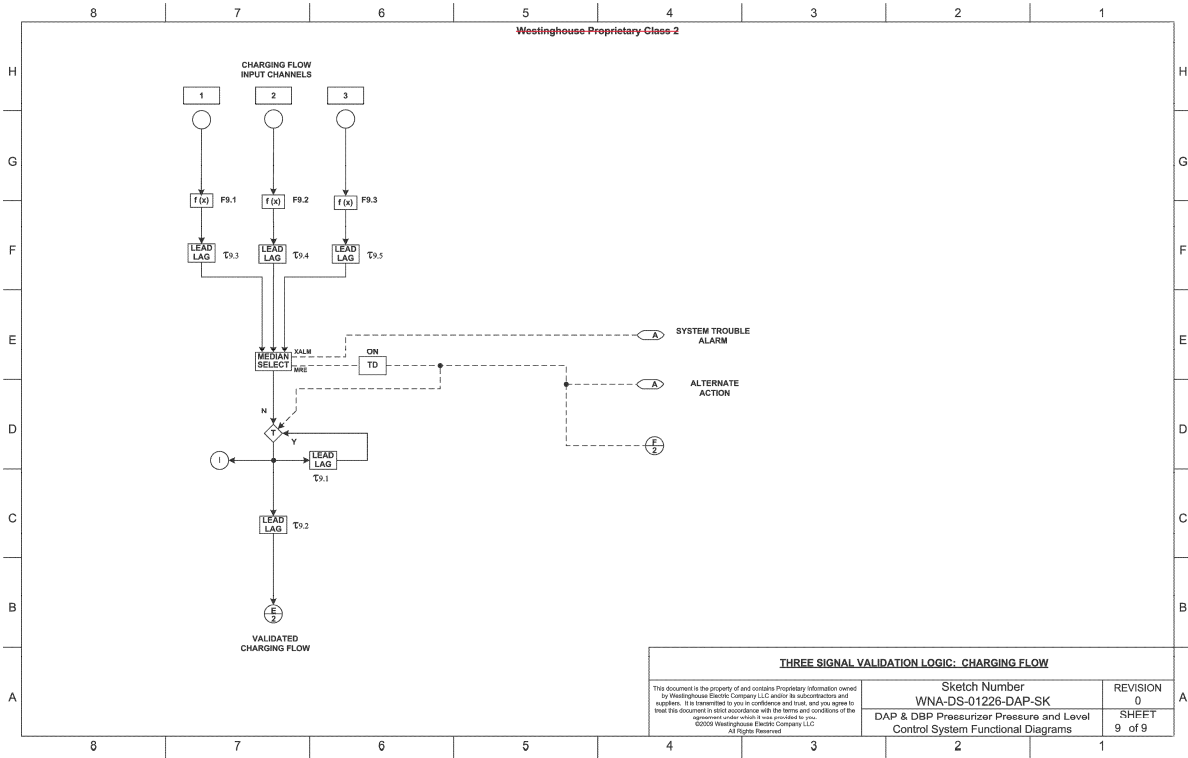 8 7 6 5 4 3 2 1
Westinghouse Proprietary Class 2
H H
CHARGING FLOW
INPUT CHANNELS
1 2 3
G G
f (x) F9.1 f (x) F9.2 f (x) F9.3
F F
LEAD
LAG
τ9.3
LEAD
LAG
τ9.4
LEAD
LAG
τ9.5
E E
MEDIAN
SELECT
XALM
MRE
ON
TD
A
SYSTEM TROUBLE
ALARM
A
ALTERNATE
ACTION
D D
N
T
Y
F
2
I
LEAD
LAG
τ9.1
C C
LEAD
LAG
τ9.2
B B
E
2
VALIDATED
CHARGING FLOW
A A
THREE SIGNAL VALIDATION LOGIC: CHARGING FLOW
This document is the property of and contains Proprietary Information owned
by Westinghouse Electric Company LLC and/or its subcontractors and
suppliers. It is transmitted to you in confidence and trust, and you agree to
treat this document in strict accordance with the terms and conditions of the
agreement under which it was provided to you.
©2009 Westinghouse Electric Company LLC
All Rights Reserved
Sketch Number
WNA-DS-01226-DAP-SK
DAP & DBP Pressurizer Pressure and Level
Control System Functional Diagrams
REVISION
0
SHEET
9 of 9
8 7 6 5 4 3 2 1